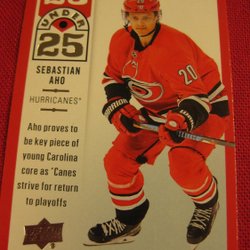 25
UNDER
25
SEBASTIAN
AHO
HURRICANES®
Aho proves to
be key piece of
young Carolina
core as 'Canes
strive for return
to playoffs
20